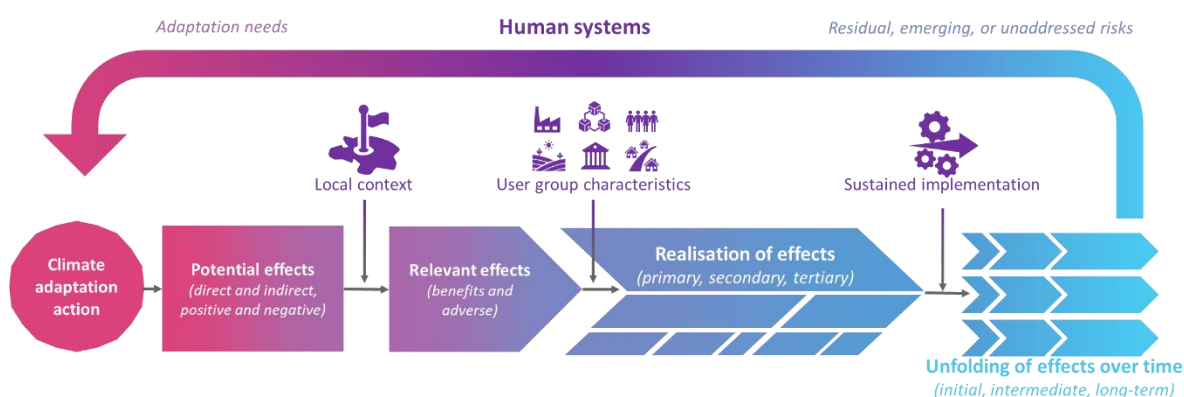 Adaptation needs
Human systems
Residual, emerging, or unaddressed risks
Local context
User group characteristics
Sustained implementation
Climate
adaptation
action
Potential effects
(direct and indirect,
positive and negative)
Relevant effects
(benefits and
adverse)
Realisation of effects
(primary, secondary, tertiary)
Unfolding of effects over time
(initial, intermediate, long-term)